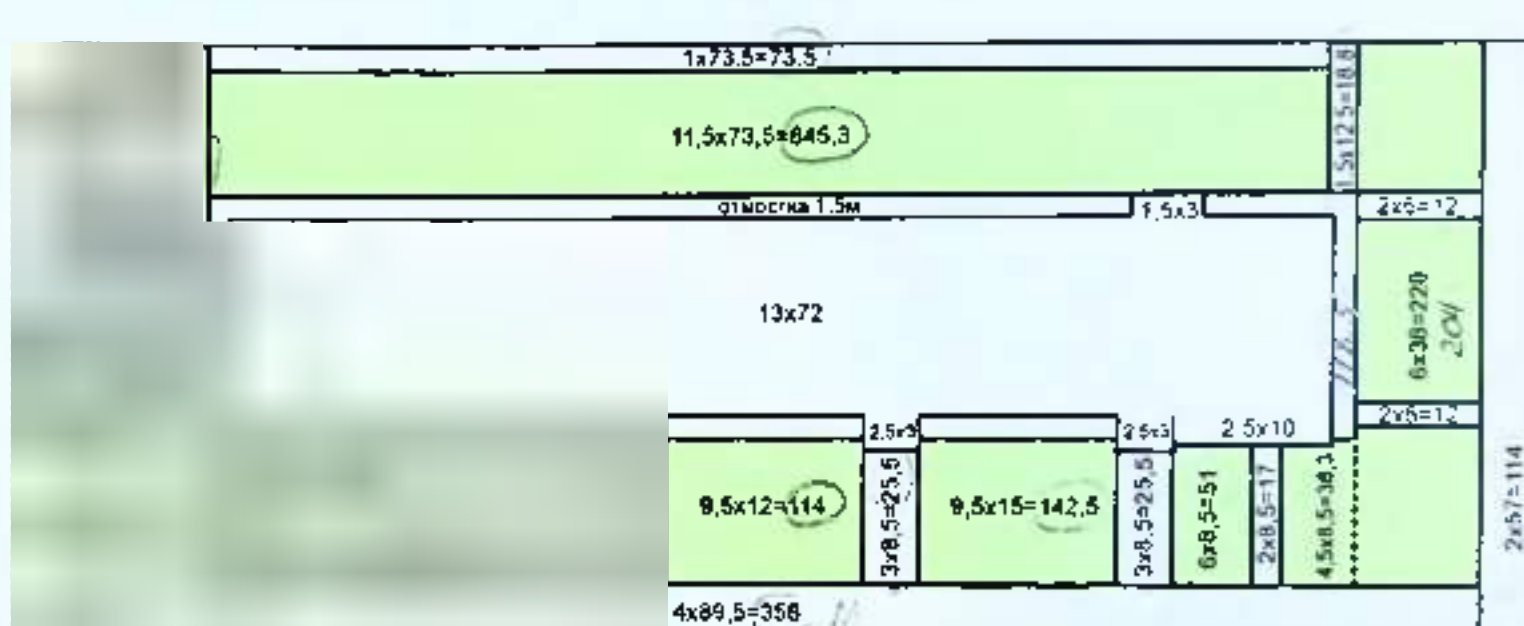 1x73.5=73.5
11,5x73,5=845,3
1.5x12.5=18.8
отмостка 1.5м
1,5x3
2x6=12
13x72
6x38=220
204
2x6=12
2.5x3
2.5x3
2.5x10
9,5x12=114
3x8,5=25,5
9,5x15=142,5
3x8.5=25,5
6x8,5=51
2x8,5=17
4,5x8.5=38,3
2x57=114
4x89,5=358